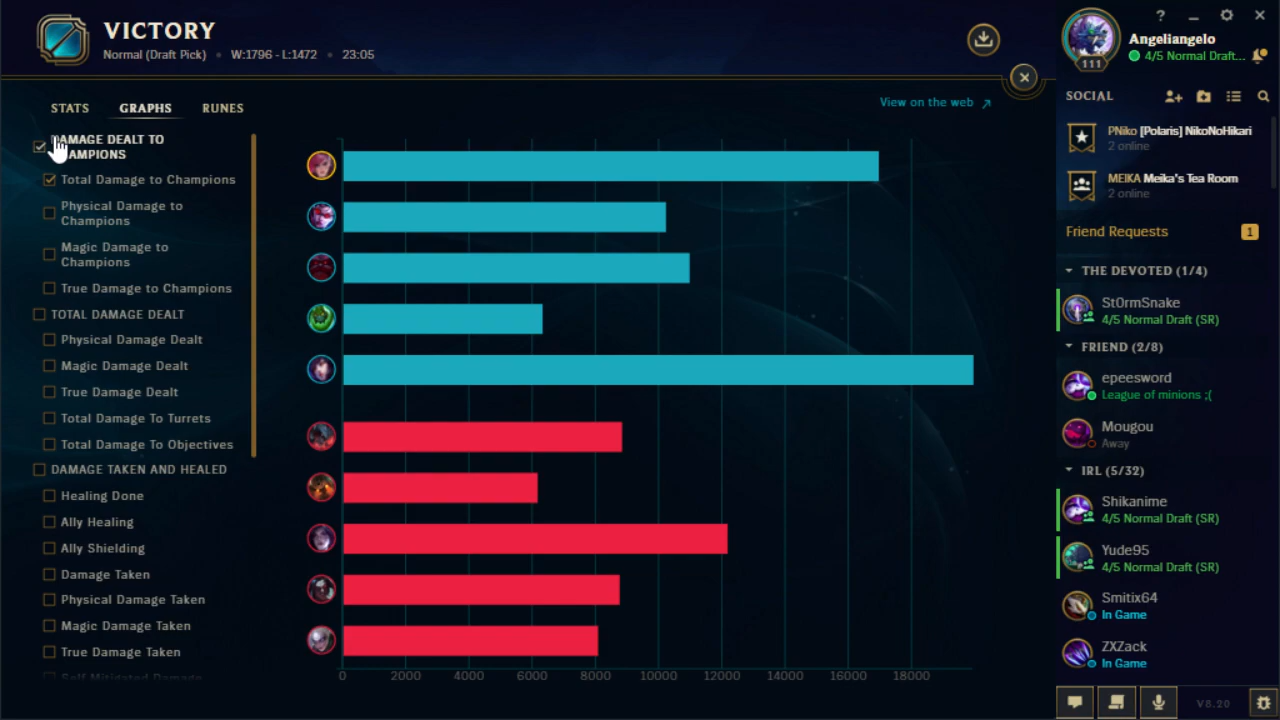 VICTORY
Normal (Draft Pick) • W:1796 - L:1472 • 23:05
STATS GRAPHS RUNES
View on the web
DAMAGE DEALT TO
CHAMPIONS
Total Damage to Champions
Physical Damage to
Champions
Magic Damage to
Champions
True Damage to Champions
TOTAL DAMAGE DEALT
Physical Damage Dealt
Magic Damage Dealt
True Damage Dealt
Total Damage To Turrets
Total Damage To Objectives
DAMAGE TAKEN AND HEALED
Healing Done
Ally Healing
Ally Shielding
Damage Taken
Physical Damage Taken
Magic Damage Taken
True Damage Taken
Self Mitigated Damage
0 2000 4000 6000 8000 10000 12000 14000 16000 18000
?
Angeliangelo
111
4/5 Normal Draft...
SOCIAL
PNiko [Polaris] NikoNoHikari
2 online
MEIKA Meika's Tea Room
2 online
Friend Requests 1
THE DEVOTED (1/4)
St0rmSnake
4/5 Normal Draft (SR)
FRIEND (2/8)
epeesword
League of minions ;(
Mougou
Away
IRL (5/32)
Shikanime
4/5 Normal Draft (SR)
Yude95
4/5 Normal Draft (SR)
Smitix64
In Game
ZXZack
In Game
V8.20